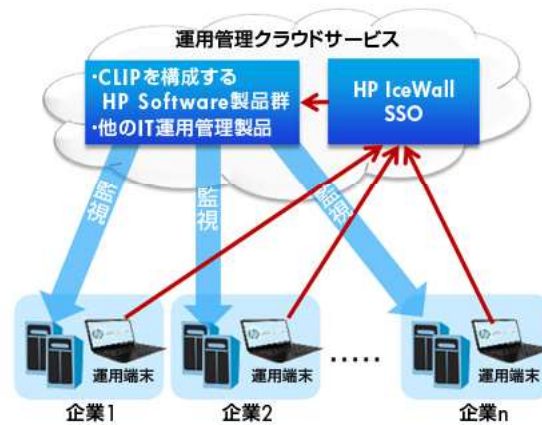 運用管理クラウドサービス
・CLIPを構成する
HP Software製品群
・他のIT運用管理製品
HP IceWall
SSO
監視
監視
監視
運用端末
運用端末
.....
運用端末
企業1
企業2
企業n